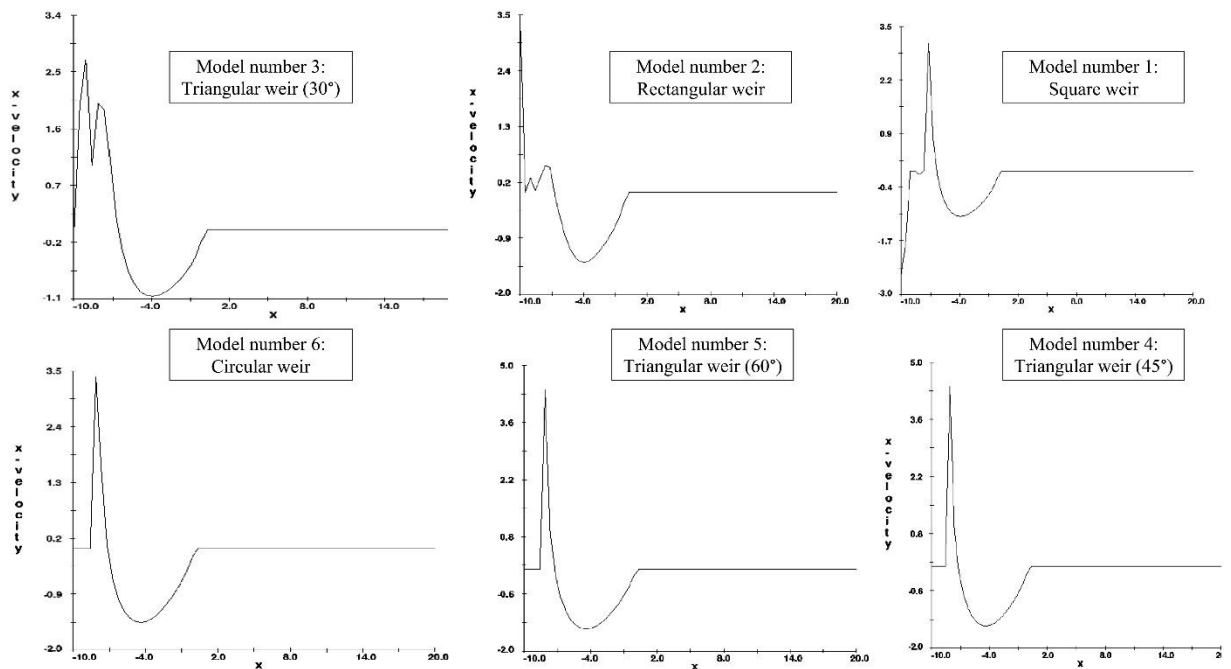 3.4
2.5
1.6
0.7
-0.2
-1.1
x-velocity
Model number 3:
Triangular weir (30°)
-10.0 -4.0 2.0 8.0 14.0
x
3.5
2.4
1.3
0.2
-0.9
-2.0
x-velocity
Model number 2:
Rectangular weir
-10.0 -4.0 2.0 8.0 14.0 20.0
x
3.5
2.2
0.9
-0.4
-1.7
-3.0
x-velocity
Model number 1:
Square weir
-10.0 -4.0 2.0 8.0 14.0 20.0
x
3.5
2.4
1.3
0.2
-0.9
-2.0
x-velocity
Model number 6:
Circular weir
-10.0 -4.0 2.0 8.0 14.0 20.0
x
5.0
3.6
2.2
0.8
-0.6
-2.0
x-velocity
Model number 5:
Triangular weir (60°)
-10.0 -4.0 2.0 8.0 14.0 20.0
x
5.0
3.6
2.2
0.8
-0.6
-2.0
x-velocity
Model number 4:
Triangular weir (45°)
-10.0 -4.0 2.0 8.0 14.0
x